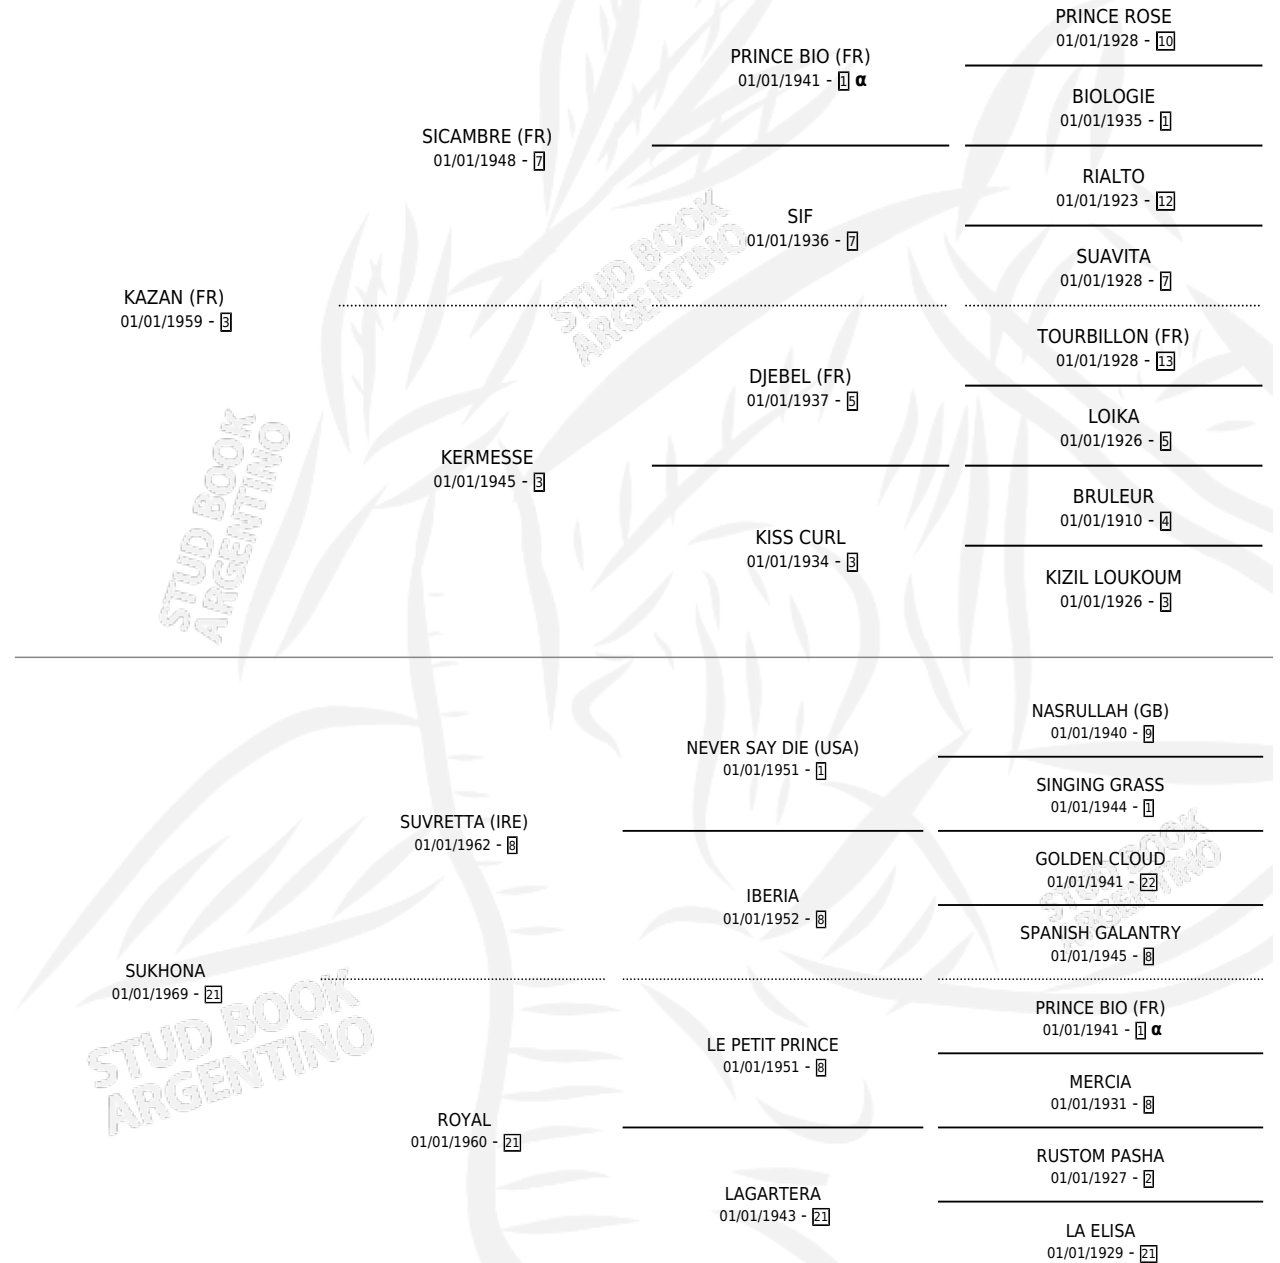 PRINCE ROSE
01/01/1928 - 10
PRINCE BIO (FR)
01/01/1941 - 1 α
BIOLOGIE
01/01/1935 - 1
SICAMBRE (FR)
01/01/1948 - 7
RIALTO
01/01/1923 - 12
SIF
01/01/1936 - 7
SUAVITA
01/01/1928 - 7
KAZAN (FR)
01/01/1959 - 3
TOURBILLON (FR)
01/01/1928 - 13
DJEBEL (FR)
01/01/1937 - 5
LOIKA
01/01/1926 - 5
KERMESSE
01/01/1945 - 3
BRULEUR
01/01/1910 - 4
KISS CURL
01/01/1934 - 3
KIZIL LOUKOUM
01/01/1926 - 3
NASRULLAH (GB)
01/01/1940 - 9
NEVER SAY DIE (USA)
01/01/1951 - 1
SINGING GRASS
01/01/1944 - 1
SUVRETTA (IRE)
01/01/1962 - 8
GOLDEN CLOUD
01/01/1941 - 22
IBERIA
01/01/1952 - 8
SPANISH GALANTRY
01/01/1945 - 8
SUKHONA
01/01/1969 - 21
PRINCE BIO (FR)
01/01/1941 - 1 α
LE PETIT PRINCE
01/01/1951 - 8
MERCIA
01/01/1931 - 8
ROYAL
01/01/1960 - 21
RUSTOM PASHA
01/01/1927 - 2
LAGARTERA
01/01/1943 - 21
LA ELISA
01/01/1929 - 21
STUD BOOK
ARGENTINO
STUD BOOK
ARGENTINO
STUD BOOK
ARGENTINO
STUD BOOK
ARGENTINO